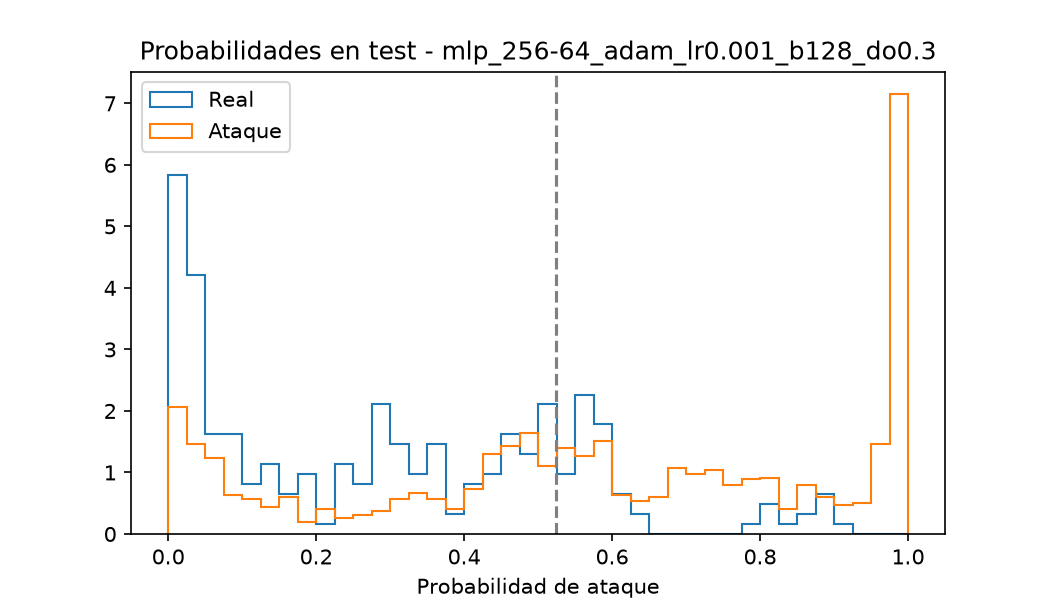 Probabilidades en test - mlp_256-64_adam_lr0.001_b128_do0.3
Real
Ataque
7
6
5
4
3
2
1
0
0.0 0.2 0.4 0.6 0.8 1.0
Probabilidad de ataque